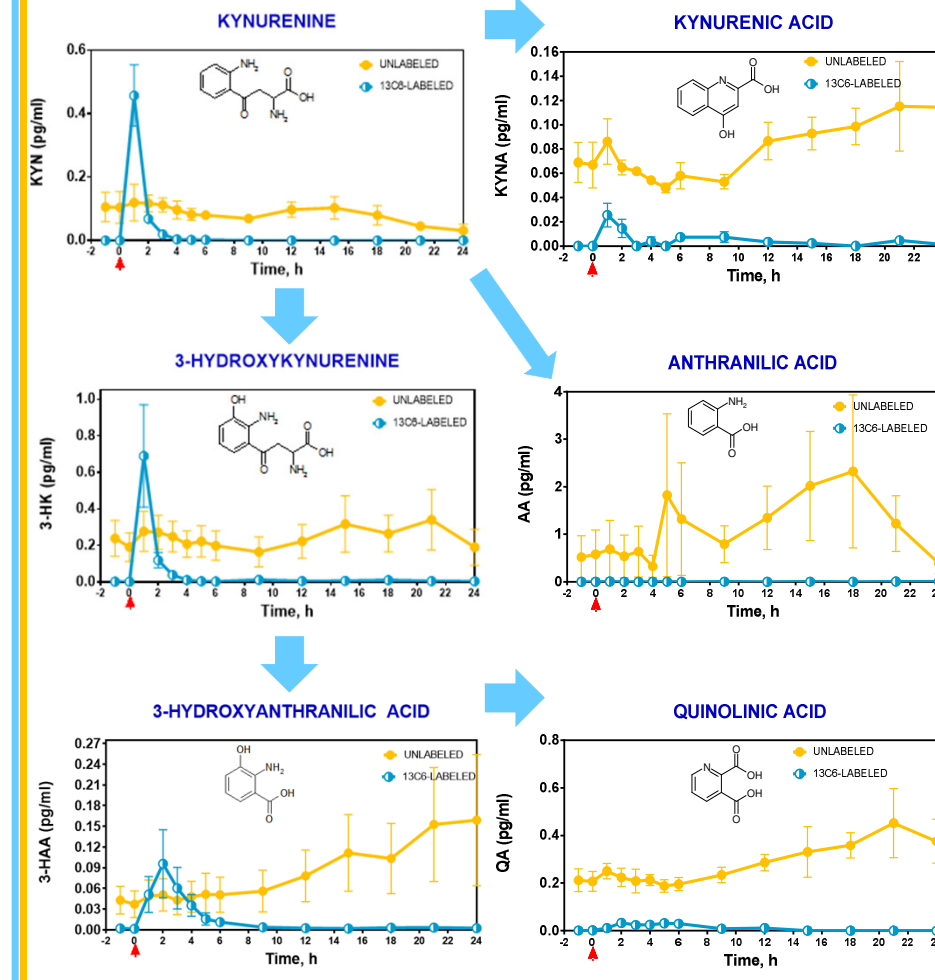 KYNURENINE
KYN (pg/ml)
0.6
0.4
0.2
0.0
UNLABELED
13C6-LABELED
NH₂
O
OH
O
NH₂
-2 0 2 4 6 8 10 12 14 16 18 20 22 24
Time, h
KYNURENIC ACID
KYNA (pg/ml)
0.16
0.14
0.12
0.10
0.08
0.06
0.04
0.02
0.00
UNLABELED
13C6-LABELED
O
N
OH
OH
-2 0 2 4 6 8 10 12 14 16 18 20 22
Time, h
3-HYDROXYKYNURENINE
3-HK (pg/ml)
1.0
0.8
0.6
0.4
0.2
0.0
UNLABELED
13C6-LABELED
OH
NH₂
O
OH
O
NH₂
-2 0 2 4 6 8 10 12 14 16 18 20 22 24
Time, h
ANTHRANILIC ACID
AA (pg/ml)
4
3
2
1
0
UNLABELED
13C6-LABELED
NH₂
OH
O
-2 0 2 4 6 8 10 12 14 16 18 20 22 2
Time, h
3-HYDROXYANTHRANILIC ACID
3-HAA (pg/ml)
0.27
0.24
0.21
0.18
0.15
0.12
0.09
0.06
0.03
0.00
UNLABELED
13C6-LABELED
OH
NH₂
OH
O
-2 0 2 4 6 8 10 12 14 16 18 20 22 24
Time, h
QUINOLINIC ACID
QA (pg/ml)
0.8
0.6
0.4
0.2
0.0
UNLABELED
13C6-LABELED
O
N
OH
OH
O
-2 0 2 4 6 8 10 12 14 16 18 20 22 2
Time, h